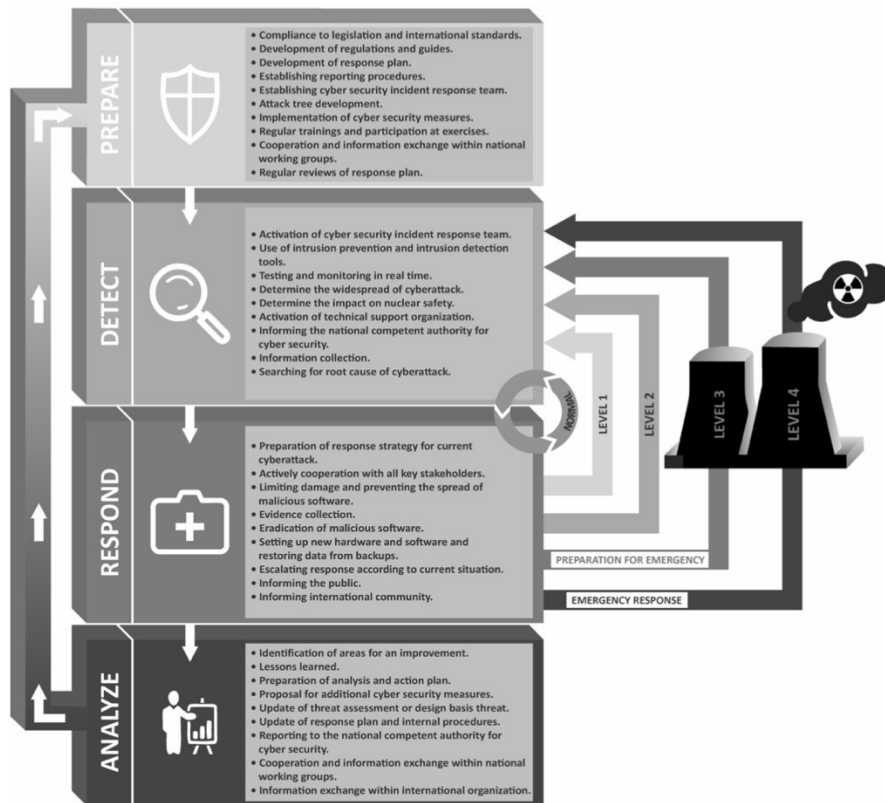 PREPARE
• Compliance to legislation and international standards.
• Development of regulations and guides.
• Development of response plan.
• Establishing reporting procedures.
• Establishing cyber security incident response team.
• Attack tree development.
• Implementation of cyber security measures.
• Regular trainings and participation at exercises.
• Cooperation and information exchange within national
working groups.
• Regular reviews of response plan.
DETECT
• Activation of cyber security incident response team.
• Use of intrusion prevention and intrusion detection
tools.
• Testing and monitoring in real time.
• Determine the widespread of cyberattack.
• Determine the impact on nuclear safety.
• Activation of technical support organization.
• Informing the national competent authority for
cyber security.
• Information collection.
• Searching for root cause of cyberattack.
NORMAL
LEVEL 1
LEVEL 2
LEVEL 3
LEVEL 4
RESPOND
• Preparation of response strategy for current
cyberattack.
• Actively cooperation with all key stakeholders.
• Limiting damage and preventing the spread of
malicious software.
• Evidence collection.
• Eradication of malicious software.
• Setting up new hardware and software and
restoring data from backups.
• Escalating response according to current situation.
• Informing the public.
• Informing international community.
PREPARATION FOR EMERGENCY
EMERGENCY RESPONSE
ANALYZE
• Identification of areas for an improvement.
• Lessons learned.
• Preparation of analysis and action plan.
• Proposal for additional cyber security measures.
• Update of threat assessment or design basis threat.
• Update of response plan and internal procedures.
• Reporting to the national competent authority for
cyber security.
• Cooperation and information exchange within national
working groups.
• Information exchange within international organization.